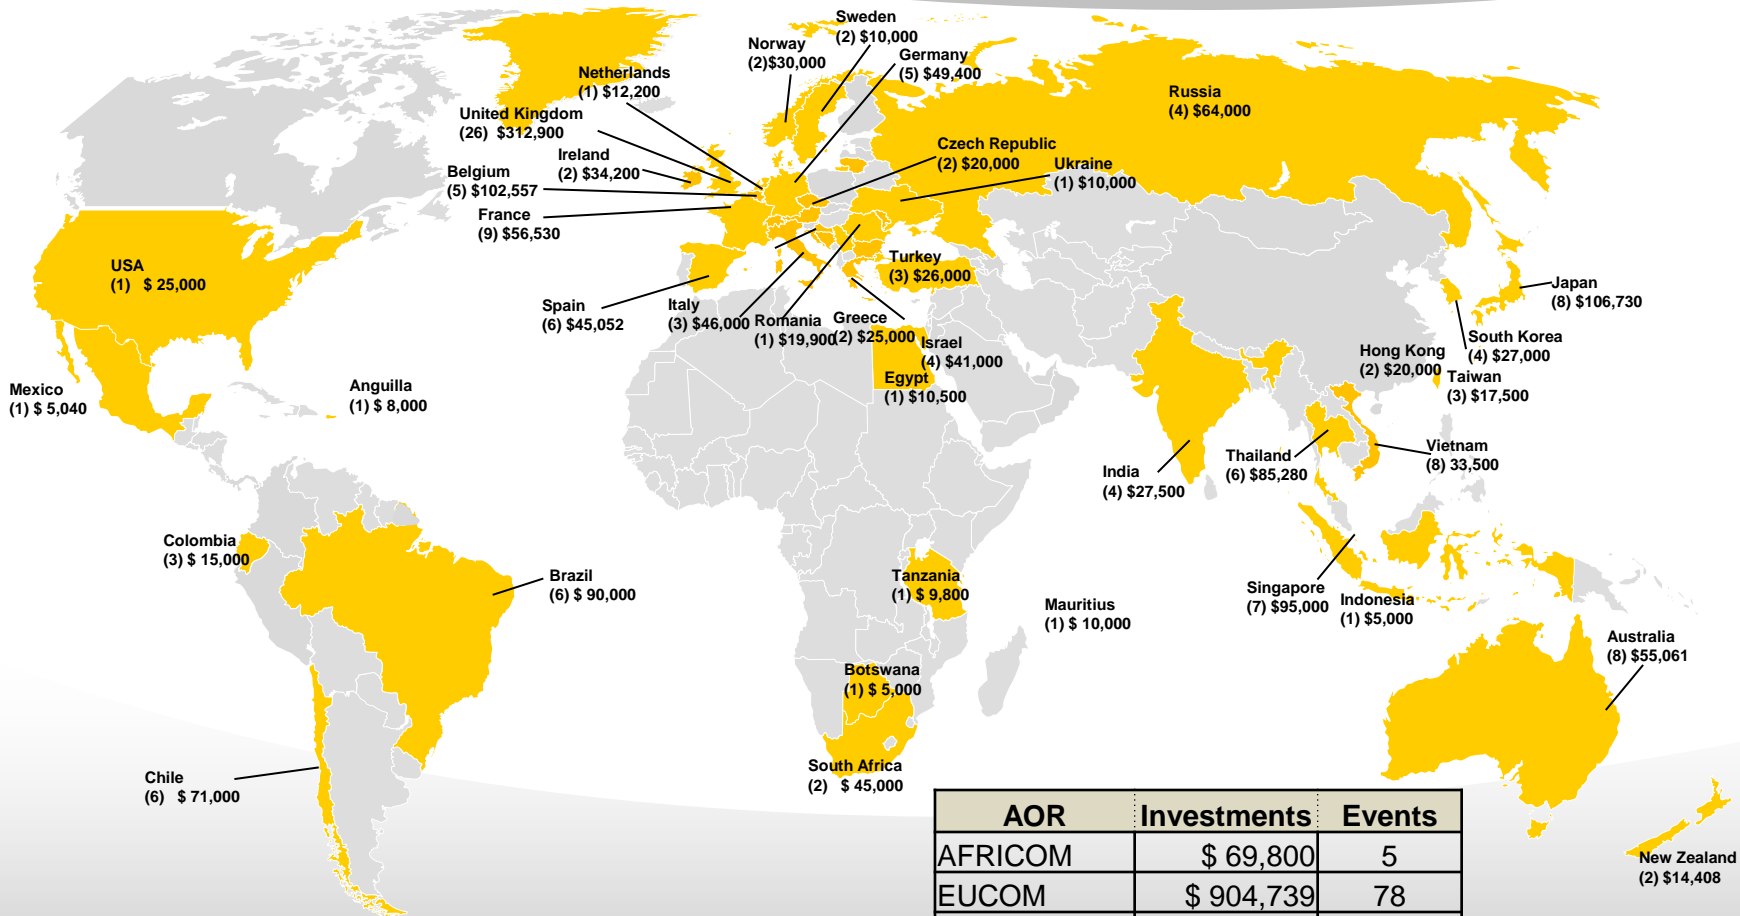 Sweden
(2) $10,000
Norway
(2)$30,000
Germany
(5) $49,400
Netherlands
(1) $12,200
United Kingdom
(26) $312,900
Ireland
(2) $34,200
Belgium
(5) $102,557
France
(9) $56,530
Russia
(4) $64,000
Czech Republic
(2) $20,000
Ukraine
(1) $10,000
USA
(1) $ 25,000
Turkey
(3) $26,000
Japan
(8) $106,730
Spain
(6) $45,052
Italy
(3) $46,000
Romania
(1) $19,900
Greece
(2) $25,000
Israel
(4) $41,000
Egypt
(1) $10,500
South Korea
(4) $27,000
Hong Kong
(2) $20,000
Taiwan
(3) $17,500
Mexico
(1) $ 5,040
Anguilla
(1) $ 8,000
India
(4) $27,500
Thailand
(6) $85,280
Vietnam
(8) 33,500
Colombia
(3) $ 15,000
Brazil
(6) $ 90,000
Tanzania
(1) $ 9,800
Mauritius
(1) $ 10,000
Singapore
(7) $95,000
Indonesia
(1) $5,000
Australia
(8) $55,061
Botswana
(1) $ 5,000
South Africa
(2) $ 45,000
Chile
(6) $ 71,000
New Zealand
(2) $14,408
AOR Investments Events
AFRICOM $ 69,800 5
EUCOM $ 904,739 78